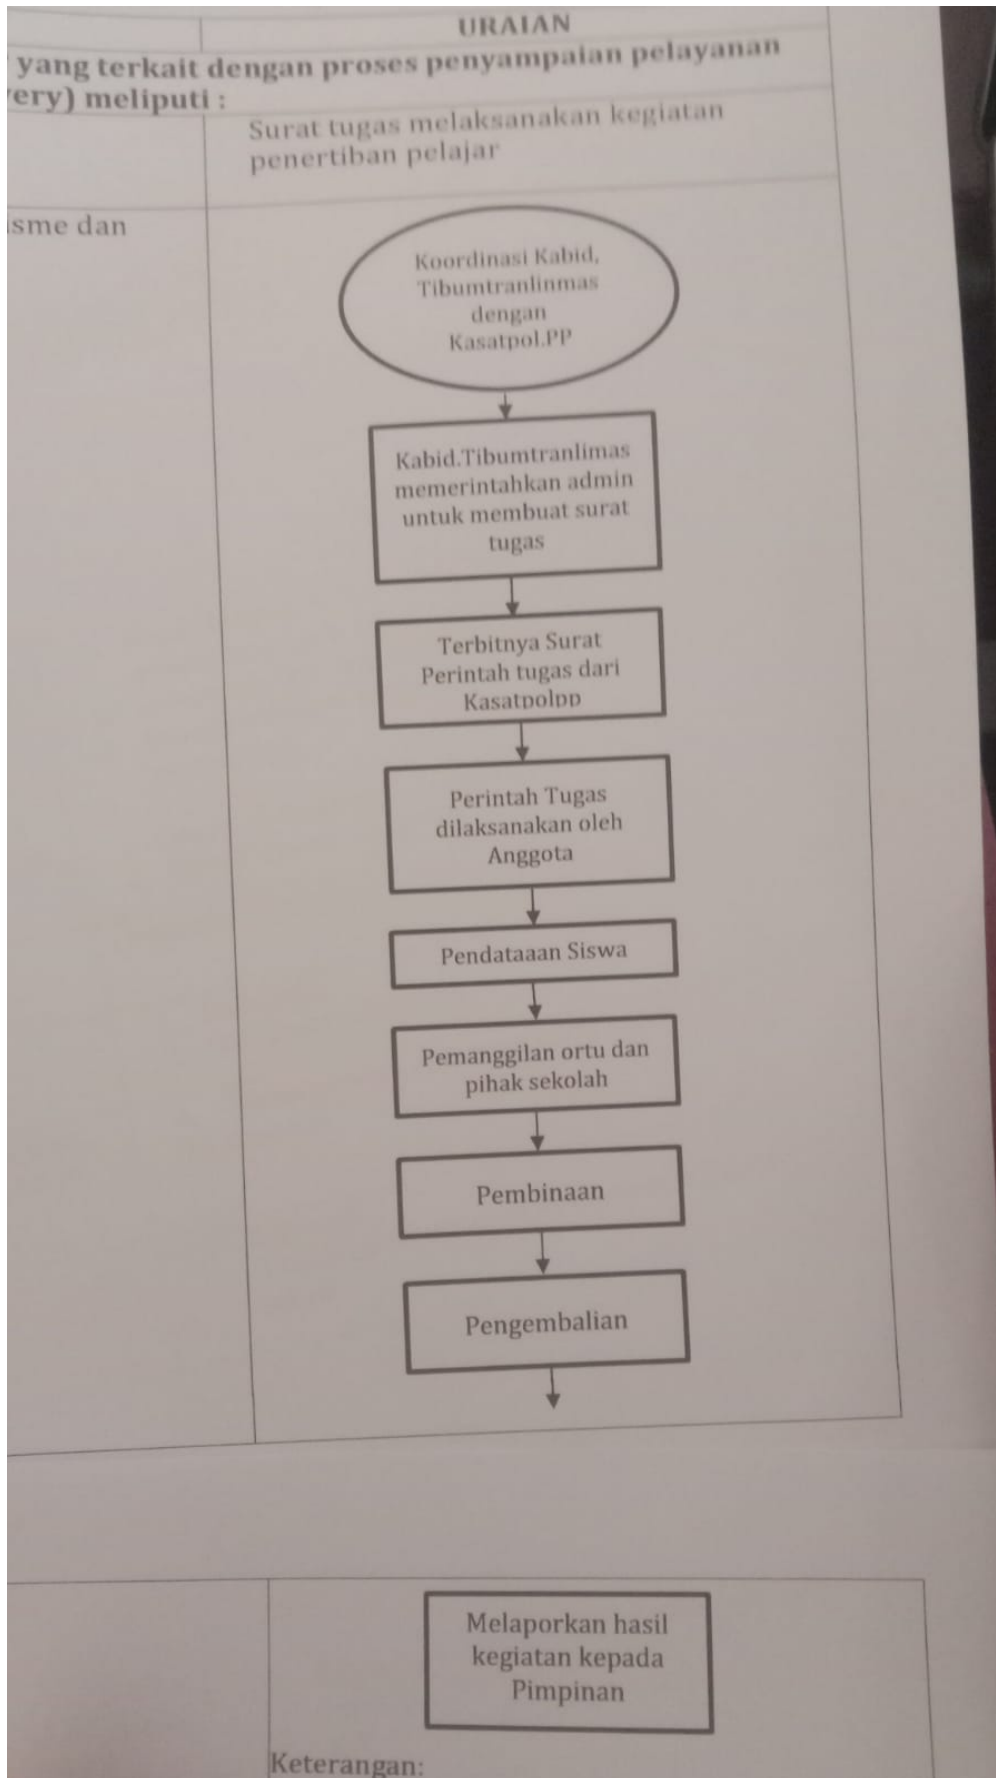 URAIAN
yang terkait dengan proses penyampaian pelayanan
ery) meliputi :
Surat tugas melaksanakan kegiatan
penertiban pelajar
isme dan
Koordinasi Kabid,
Tibumtranlinmas
dengan
Kasatpol.PP
Kabid.Tibumtranlimas
memerintahkan admin
untuk membuat surat
tugas
Terbitnya Surat
Perintah tugas dari
Kasatpolpp
Perintah Tugas
dilaksanakan oleh
Anggota
Pendataaan Siswa
Pemanggilan ortu dan
pihak sekolah
Pembinaan
Pengembalian
Melaporkan hasil
kegiatan kepada
Pimpinan
Keterangan: